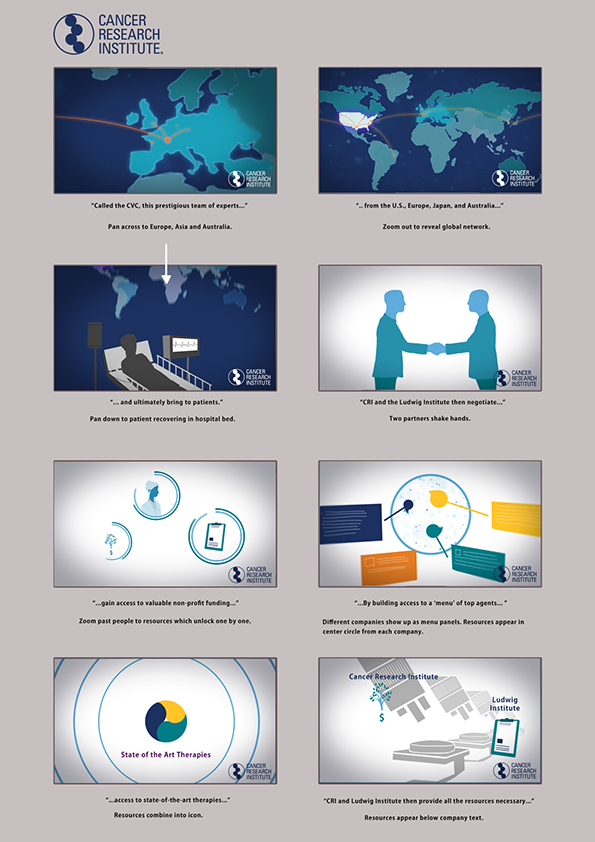 CANCER
RESEARCH
INSTITUTE.
CANCER
RESEARCH
INSTITUTE
CANCER
RESEARCH
INSTITUTE
"Called the CVC, this prestigious team of experts..."
Pan across to Europe, Asia and Australia.
".. from the U.S., Europe, Japan, and Australia..."
Zoom out to reveal global network.
CANCER
RESEARCH
INSTITUTE
CANCER
RESEARCH
INSTITUTE
"... and ultimately bring to patients."
Pan down to patient recovering in hospital bed.
"CRI and the Ludwig Institute then negotiate..."
Two partners shake hands.
$
CANCER
RESEARCH
INSTITUTE
CANCER
RESEARCH
INSTITUTE
"...gain access to valuable non-profit funding..."
Zoom past people to resources which unlock one by one.
"...By building access to a 'menu' of top agents... "
Different companies show up as menu panels. Resources appear in
center circle from each company.
State of the Art Therapies
CANCER
RESEARCH
INSTITUTE
Cancer Research Institute
$
Ludwig
Institute
CANCER
RESEARCH
INSTITUTE
"...access to state-of-the-art therapies..."
Resources combine into icon.
"CRI and Ludwig Institute then provide all the resources necessary..."
Resources appear below company text.